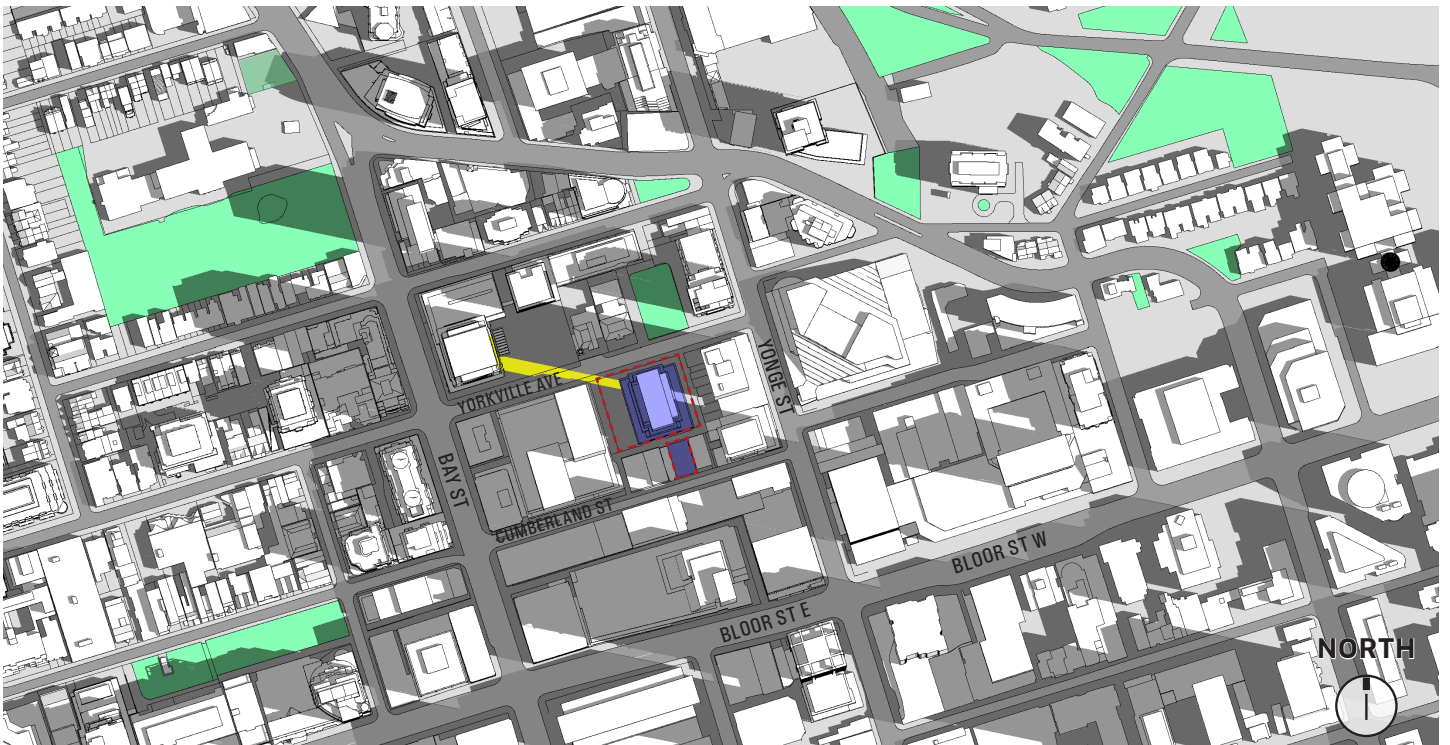 YONGE ST
YORKVILLE AVE
BAY ST
CUMBERLAND ST
BLOOR ST W
BLOOR ST E
NORTH